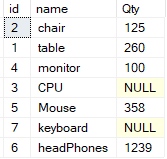 id name Qty
2 chair 125
1 table 260
4 monitor 100
3 CPU NULL
5 Mouse 358
7 keyboard NULL
6 headPhones 1239